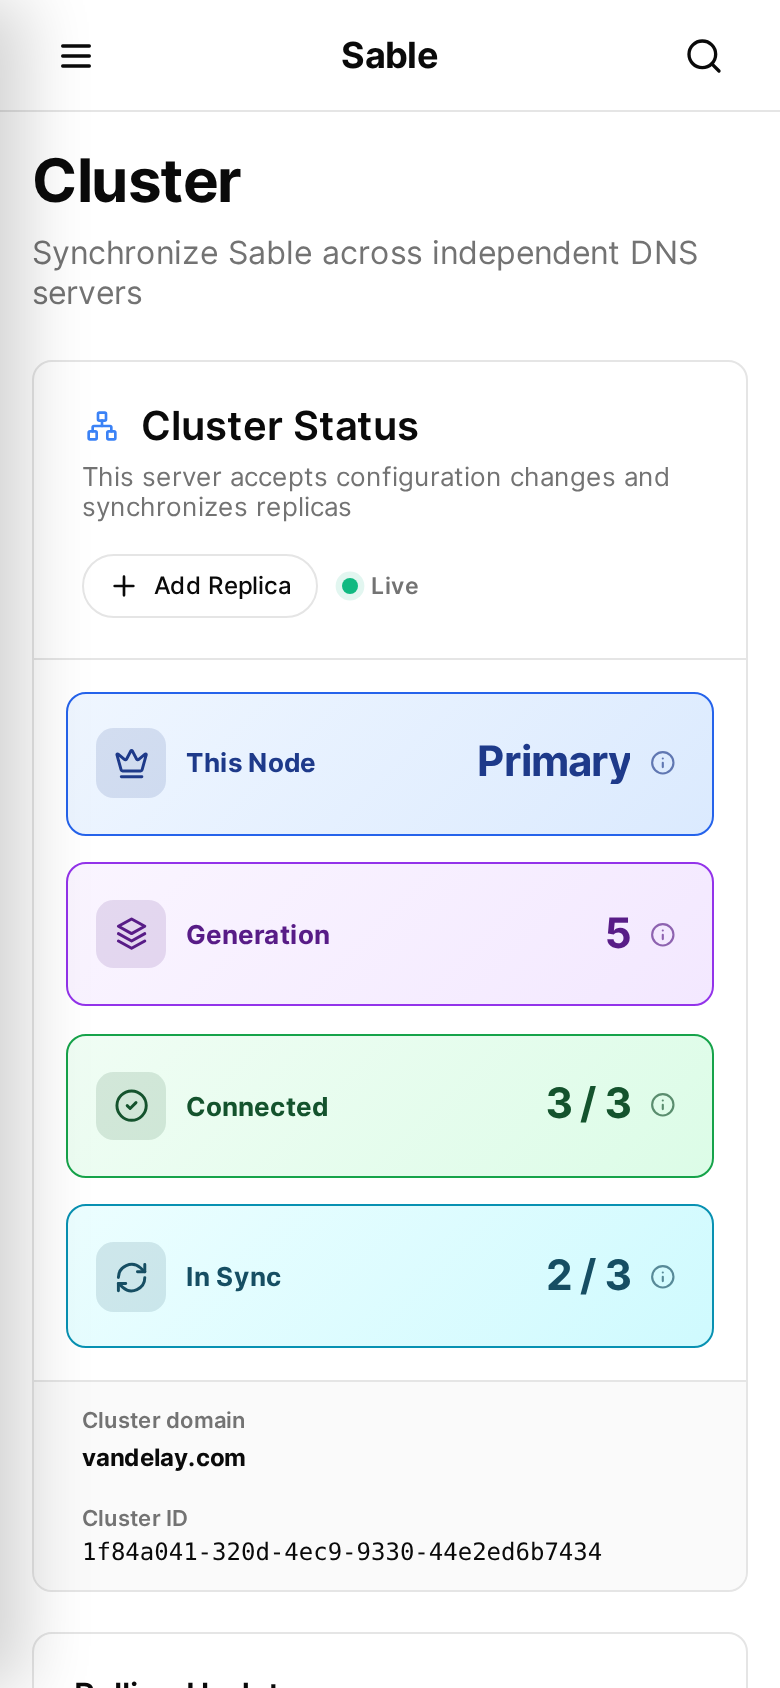 Sable
Cluster
Synchronize Sable across independent DNS
servers
Cluster Status
This server accepts configuration changes and
synchronizes replicas
Add Replica
Live
This Node
Primary
Generation
5
Connected
3 / 3
In Sync
2 / 3
Cluster domain
vandelay.com
Cluster ID
1f84a041-320d-4ec9-9330-44e2ed6b7434